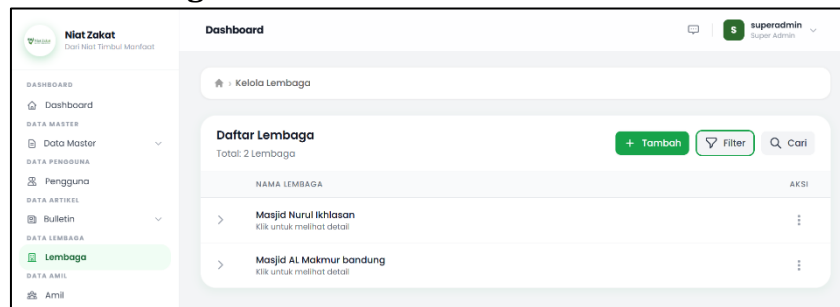 Niat Zakat
Dari Niat Timbul Manfaat
DASHBOARD
Dashboard
DATA MASTER
Data Master
DATA PENGGUNA
Pengguna
DATA ARTIKEL
Bulletin
DATA LEMBAGA
Lembaga
DATA AMIL
Amil
Dashboard
S
superadmin
Super Admin
Kelola Lembaga
Daftar Lembaga
Total: 2 Lembaga
+ Tambah
Filter
Cari
NAMA LEMBAGA AKSI
Masjid Nurul Ikhlasan
Klik untuk melihat detail
Masjid AL Makmur bandung
Klik untuk melihat detail